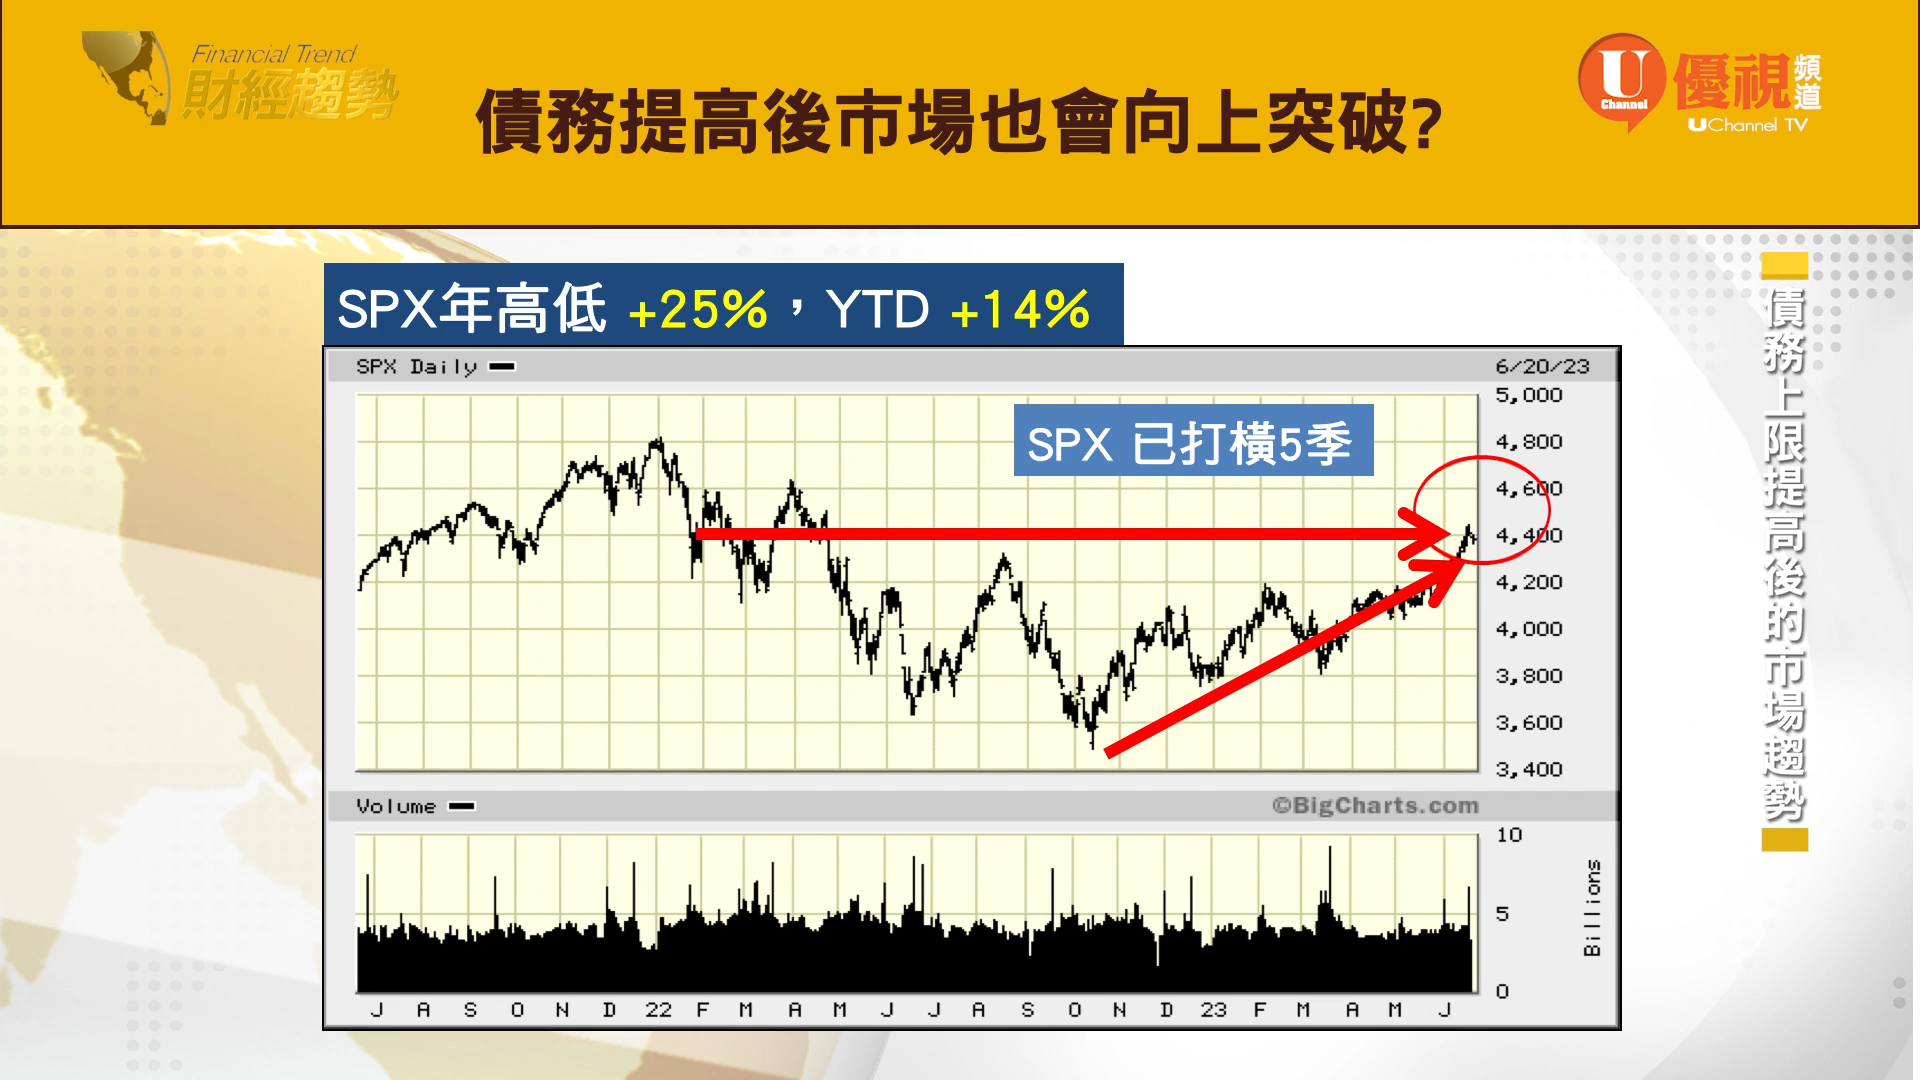 Financial Trend
財經趨勢
債務提高後市場也會向上突破?
U
Channel
優視
頻道
UChannel TV
SPX年高低 +25%，YTD +14%
SPX Daily
6/20/23
SPX 已打橫5季
5,000
4,800
4,600
4,400
4,200
4,000
3,800
3,600
3,400
Volume
©BigCharts.com
10
5
0
Billions
J A S O N D 22 F M A M J J A S O N D 23 F M A M J
債務上限提高後的市場趨勢